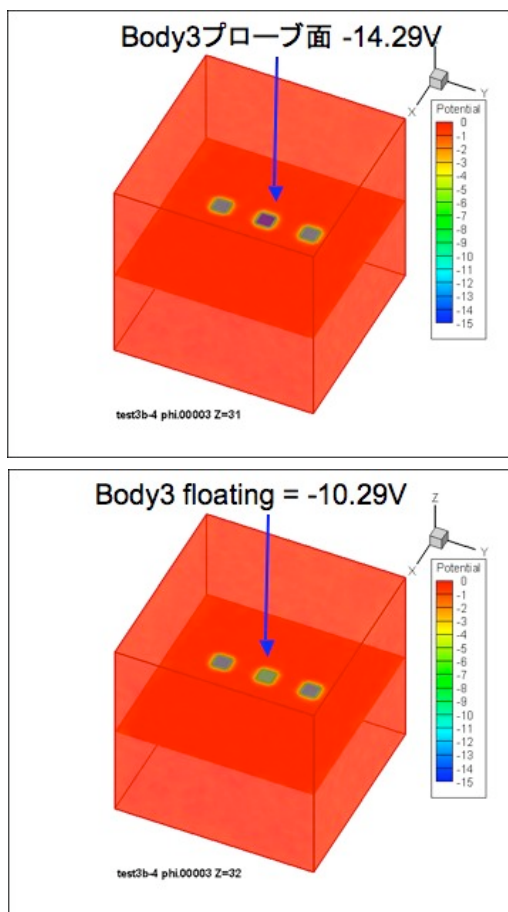 Body3プローブ面 -14.29V
X
Y
Potential
0
-1
-2
-3
-4
-5
-6
-7
-8
-9
-10
-11
-12
-13
-14
-15
test3b-4 phi.00003 Z=31
Body3 floating = -10.29V
Z
X
Y
Potential
0
-1
-2
-3
-4
-5
-6
-7
-8
-9
-10
-11
-12
-13
-14
-15
test3b-4 phi.00003 Z=32